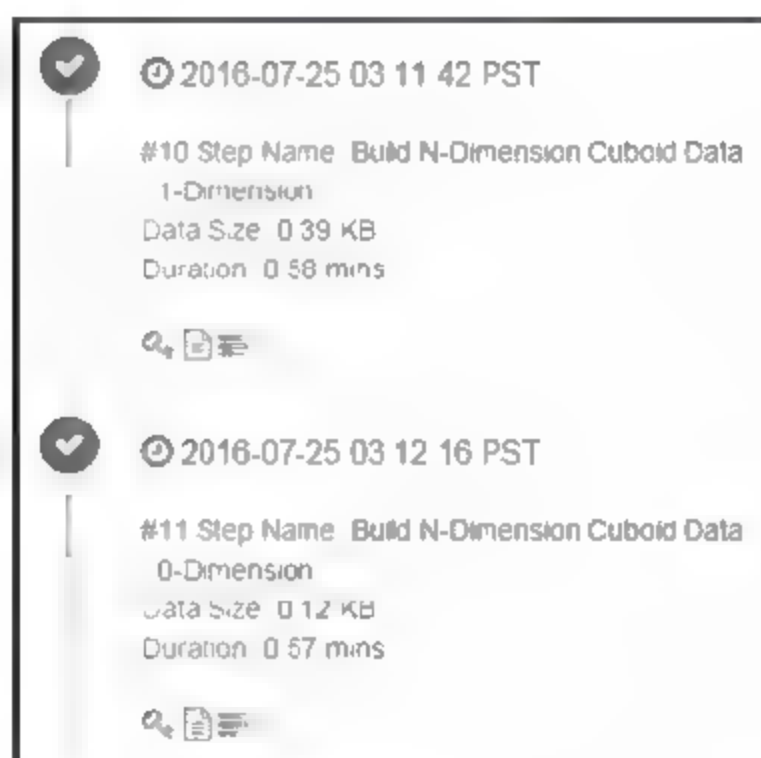 2016-07-25 03 11 42 PST
#10 Step Name Build N-Dimension Cuboid Data
1-Dimension
Data Size 0 39 KB
Duration 0 58 mins
2016-07-25 03 12 16 PST
#11 Step Name Build N-Dimension Cuboid Data
0-Dimension
Data Size 0 12 KB
Duration 0 57 mins